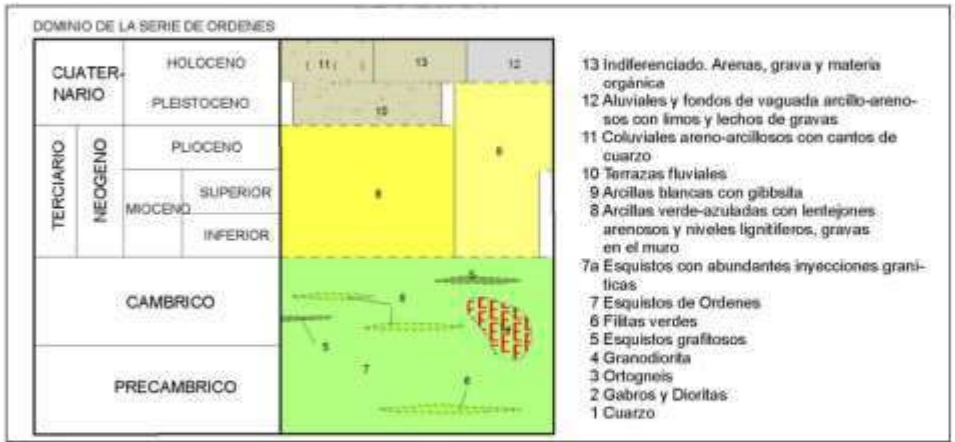 DOMINIO DE LA SERIE DE ORDENES
CUATER-
NARIO
HOLOCENO
PLEISTOCENO
TERCIARIO
NEOGENO
PLIOCENO
MIOCENO
SUPERIOR
INFERIOR
CAMBRICO
PRECAMBRICO
11
13
12
10
9
8
5
6
5
7
6
13 Indiferenciado. Arenas, grava y materia
orgánica
12 Aluviales y fondos de vaguada arcillo-areno-
sos con limos y lechos de gravas
11 Coluviales areno-arcillosos con cantos de
cuarzo
10 Terrazas fluviales
9 Arcillas blancas con gibbsita
8 Arcillas verde-azuladas con lentejones
arenosos y niveles lignitíferos, gravas
en el muro
7a Esquistos con abundantes inyecciones graní-
ticas
7 Esquistos de Ordenes
6 Filitas verdes
5 Esquistos grafitosos
4 Granodiorita
3 Ortogneis
2 Gabros y Dioritas
1 Cuarzo